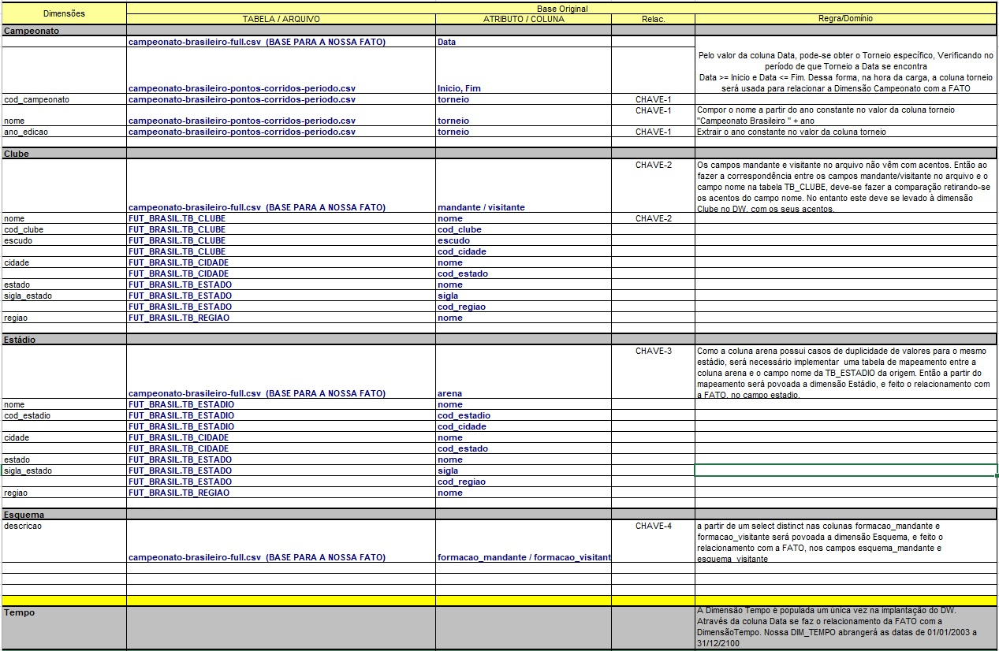 Dimensões
Base Original
TABELA / ARQUIVO ATRIBUTO / COLUNA Relac. Regra/Domínio
Campeonato
campeonato-brasileiro-full.csv (BASE PARA A NOSSA FATO) Data
Pelo valor da coluna Data, pode-se obter o Torneio específico, Verificando no
período de que Torneio a Data se encontra
Data >= Inicio e Data <= Fim. Dessa forma, na hora da carga, a coluna torneio
será usada para relacionar a Dimensão Campeonato com a FATO
campeonato-brasileiro-pontos-corridos-periodo.csv Inicio, Fim
cod_campeonato campeonato-brasileiro-pontos-corridos-periodo.csv torneio CHAVE-1
CHAVE-1 Compor o nome a partir do ano constante no valor da coluna torneio
nome campeonato-brasileiro-pontos-corridos-periodo.csv torneio "Campeonato Brasileiro " + ano
ano_edicao campeonato-brasileiro-pontos-corridos-periodo.csv torneio CHAVE-1 Extrair o ano constante no valor da coluna torneio
Clube
CHAVE-2 Os campos mandante e visitante no arquivo não vêm com acentos. Então ao
fazer a correspondência entre os campos mandante/visitante no arquivo e o
campo nome na tabela TB_CLUBE, deve-se fazer a comparação retirando-se
os acentos do campo nome. No entanto este deve se levado à dimensão
campeonato-brasileiro-full.csv (BASE PARA A NOSSA FATO) mandante / visitante Clube no DW, com os seus acentos.
nome FUT_BRASIL.TB_CLUBE nome CHAVE-2
cod_clube FUT_BRASIL.TB_CLUBE cod_clube
escudo FUT_BRASIL.TB_CLUBE escudo
FUT_BRASIL.TB_CLUBE cod_cidade
cidade FUT_BRASIL.TB_CIDADE nome
FUT_BRASIL.TB_CIDADE cod_estado
estado FUT_BRASIL.TB_ESTADO nome
sigla_estado FUT_BRASIL.TB_ESTADO sigla
FUT_BRASIL.TB_ESTADO cod_regiao
regiao FUT_BRASIL.TB_REGIAO nome
Estádio
CHAVE-3 Como a coluna arena possui casos de duplicidade de valores para o mesmo
estádio, será necessário implementar uma tabela de mapeamento entre a
coluna arena e o campo nome da TB_ESTADIO da origem. Então a partir do
mapeamento será povoada a dimensão Estádio, e feito o relacionamento com
campeonato-brasileiro-full.csv (BASE PARA A NOSSA FATO) arena a FATO, no campo estadio.
nome FUT_BRASIL.TB_ESTADIO nome
cod_estadio FUT_BRASIL.TB_ESTADIO cod_estadio
FUT_BRASIL.TB_ESTADIO cod_cidade
cidade FUT_BRASIL.TB_CIDADE nome
FUT_BRASIL.TB_CIDADE cod_estado
estado FUT_BRASIL.TB_ESTADO nome
sigla_estado FUT_BRASIL.TB_ESTADO sigla
FUT_BRASIL.TB_ESTADO cod_regiao
regiao FUT_BRASIL.TB_REGIAO nome
Esquema
descricao CHAVE-4 a partir de um select distinct nas colunas formacao_mandante e
formacao_visitante será povoada a dimensão Esquema, e feito o
relacionamento com a FATO, nos campos esquema_mandante e
campeonato-brasileiro-full.csv (BASE PARA A NOSSA FATO) formacao_mandante / formacao_visitant esquema_visitante
Tempo A Dimensão Tempo é populada um única vez na implantação do DW.
Através da coluna Data se faz o relacionamento da FATO com a
DimensãoTempo. Nossa DIM_TEMPO abrangerá as datas de 01/01/2003 a
31/12/2100